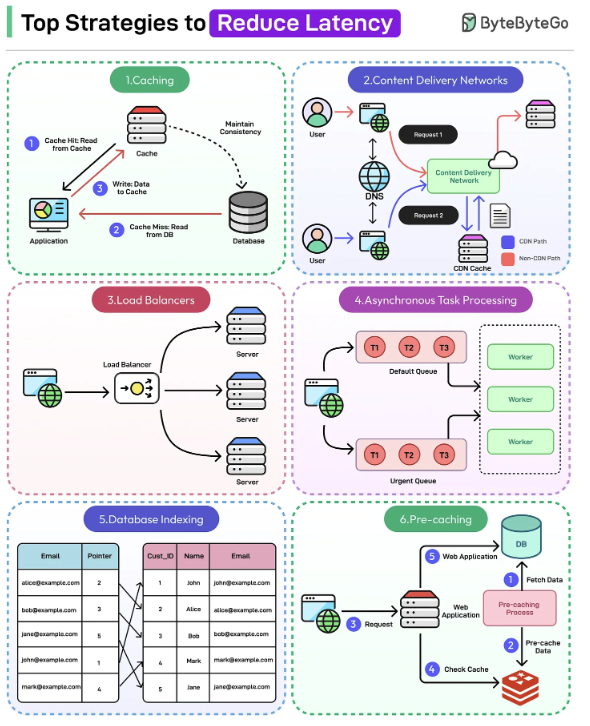 Top Strategies to Reduce Latency
ByteByteGo
1.Caching
Cache
Maintain
Consistency
1
Cache Hit: Read
from Cache
3
Write: Data
to Cache
2
Cache Miss: Read
from DB
Application
Database
2.Content Delivery Networks
User
Request 1
DNS
Content Delivery
Network
Request 2
User
CDN Cache
CDN Path
Non-CDN Path
3.Load Balancers
Load Balancer
Server
Server
Server
4.Asynchronous Task Processing
T1 T2 T3
Default Queue
T1 T2 T3
Urgent Queue
Worker
Worker
Worker
5.Database Indexing
Email Pointer
alice@example.com 2
bob@example.com 3
jane@example.com 5
john@example.com 1
mark@example.com 4
Cust_ID Name Email
1 John john@example.com
2 Alice alice@example.com
3 Bob bob@example.com
4 Mark mark@example.com
5 Jane jane@example.com
6.Pre-caching
DB
5 Web Application
1 Fetch Data
Web
Application
Pre-caching
Process
3 Request
2 Pre-cache
Data
4 Check Cache